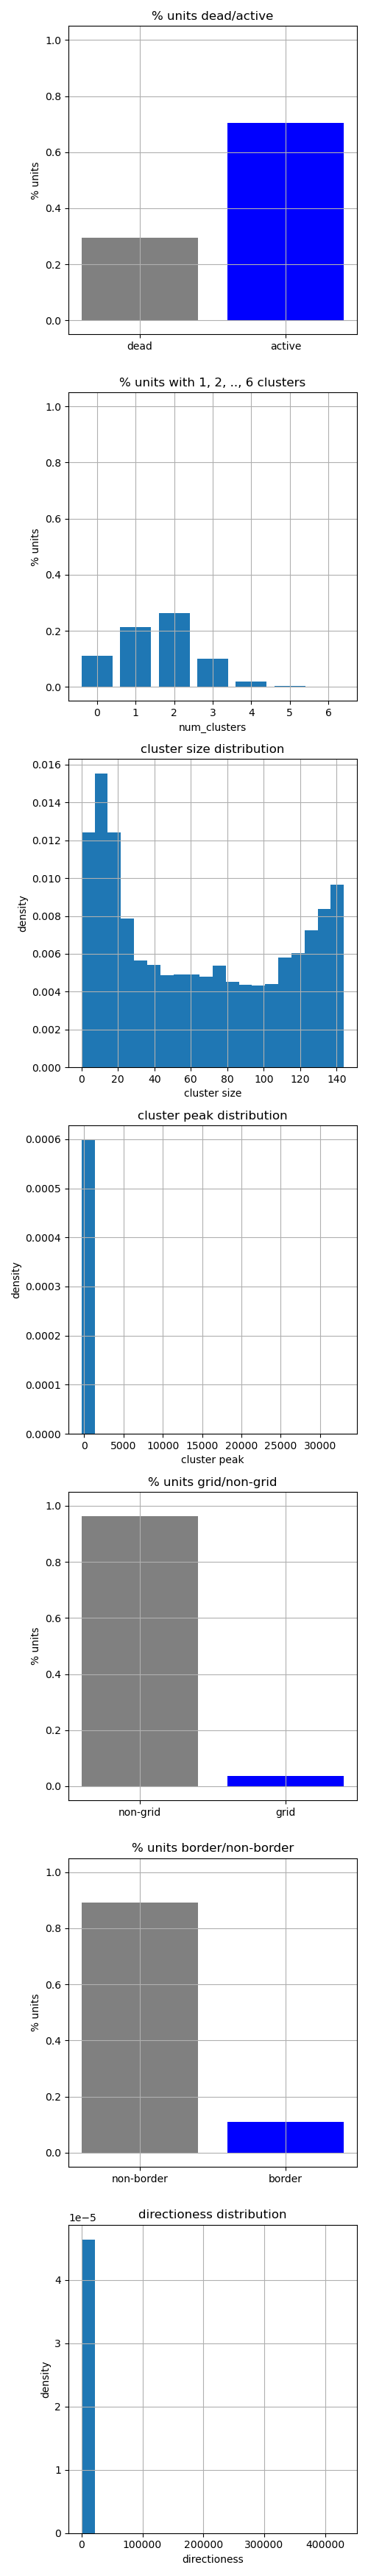 % units dead/active
1.0
0.8
0.6
0.4
0.2
0.0
% units
dead active
% units with 1, 2, .., 6 clusters
1.0
0.8
0.6
0.4
0.2
0.0
% units
0 1 2 3 4 5 6
num_clusters
cluster size distribution
0.016
0.014
0.012
0.010
0.008
0.006
0.004
0.002
0.000
density
0 20 40 60 80 100 120 140
cluster size
cluster peak distribution
0.0006
0.0005
0.0004
0.0003
0.0002
0.0001
0.0000
density
0 5000 10000 15000 20000 25000 30000
cluster peak
% units grid/non-grid
1.0
0.8
0.6
0.4
0.2
0.0
% units
non-grid grid
% units border/non-border
1.0
0.8
0.6
0.4
0.2
0.0
% units
non-border border
directioness distribution
1e−5
4
3
2
1
0
density
0 100000 200000 300000 400000
directioness